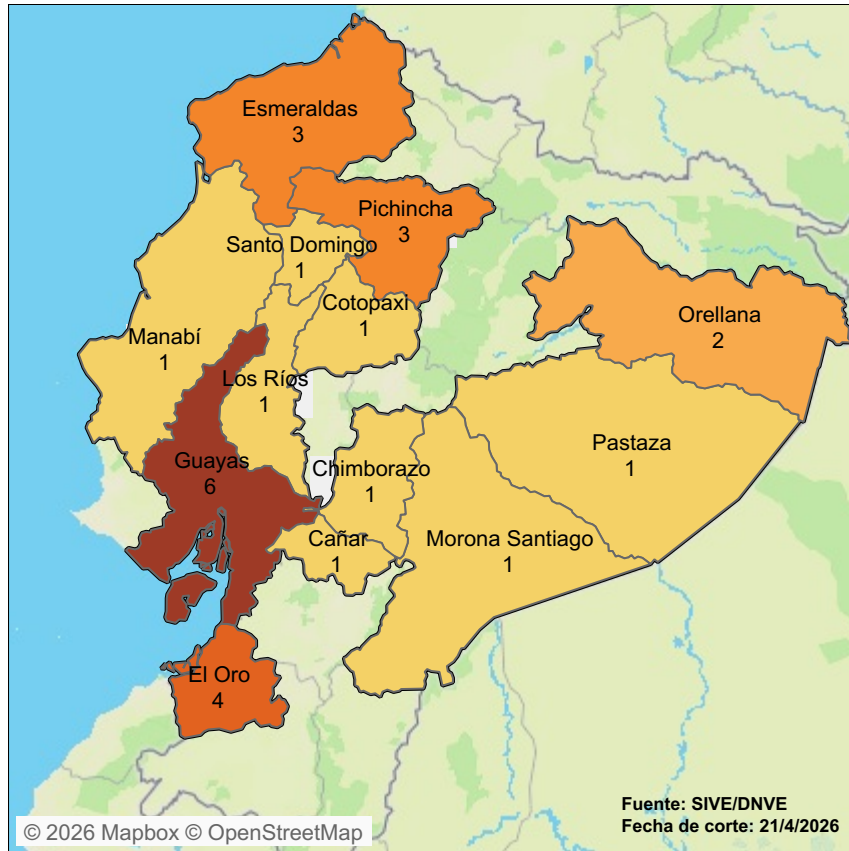 Esmeraldas
3
Pichincha
3
Santo Domingo
1
Cotopaxi
1
Orellana
2
Manabí
1
Los Ríos
1
Pastaza
1
Guayas
6
Chimborazo
1
Cañar
1
Morona Santiago
1
El Oro
4
Fuente: SIVE/DNVE
Fecha de corte: 21/4/2026
© 2026 Mapbox © OpenStreetMap